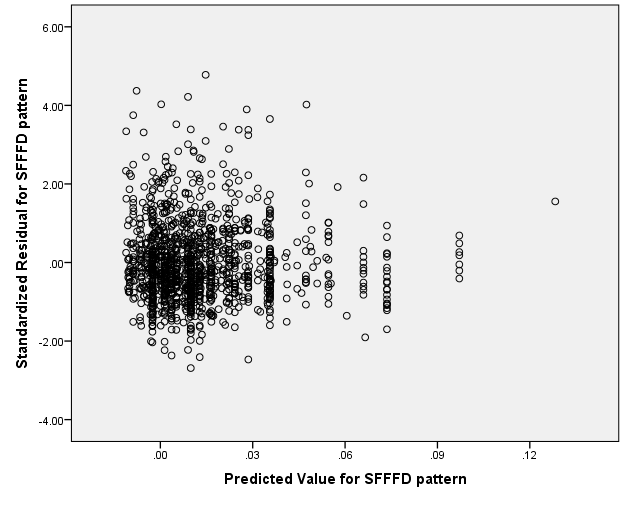 6.00
4.00
2.00
.00
-2.00
-4.00
Standardized Residual for SFFFD pattern
.00 .03 .06 .09 .12
Predicted Value for SFFFD pattern